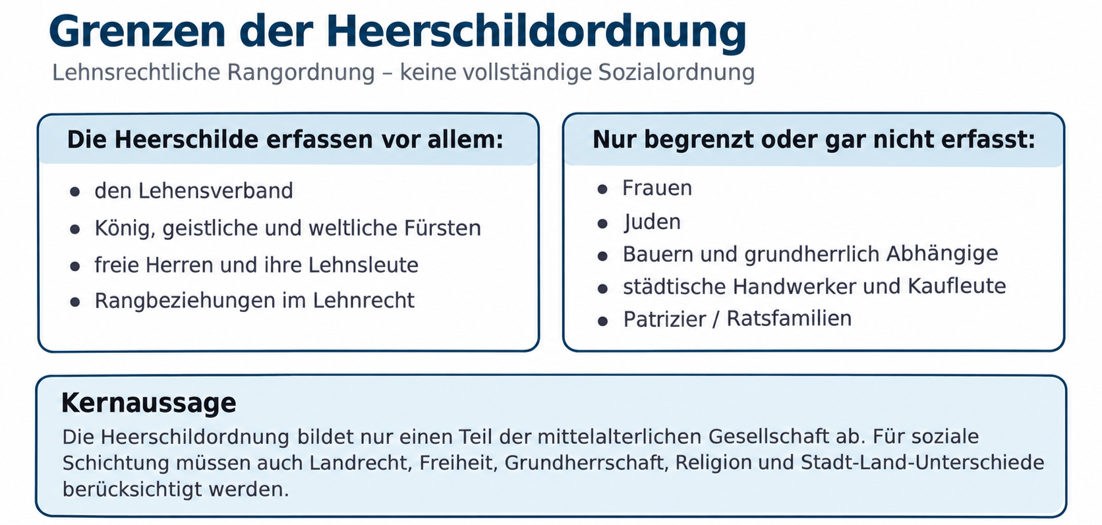 Grenzen der Heerschildordnung
Lehnsrechtliche Rangordnung – keine vollständige Sozialordnung
Die Heerschilde erfassen vor allem:
• den Lehensverband
• König, geistliche und weltliche Fürsten
• freie Herren und ihre Lehnsleute
• Rangbeziehungen im Lehnrecht
Nur begrenzt oder gar nicht erfasst:
• Frauen
• Juden
• Bauern und grundherrlich Abhängige
• städtische Handwerker und Kaufleute
• Patrizier / Ratsfamilien
Kernaussage
Die Heerschildordnung bildet nur einen Teil der mittelalterlichen Gesellschaft ab. Für soziale
Schichtung müssen auch Landrecht, Freiheit, Grundherrschaft, Religion und Stadt-Land-Unterschiede
berücksichtigt werden.